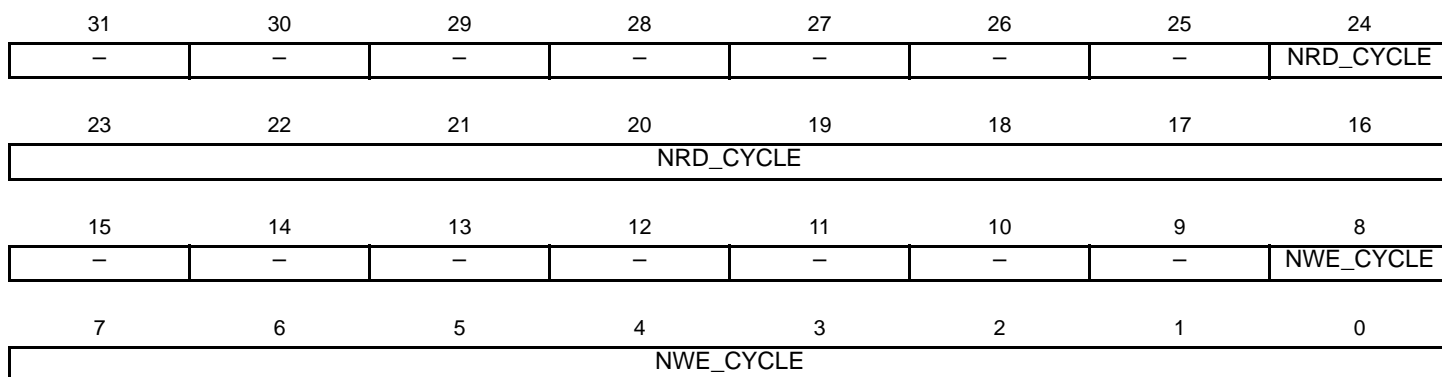 31 30 29 28 27 26 25 24
– – – – – – – NRD_CYCLE
23 22 21 20 19 18 17 16
NRD_CYCLE
15 14 13 12 11 10 9 8
– – – – – – – NWE_CYCLE
7 6 5 4 3 2 1 0
NWE_CYCLE